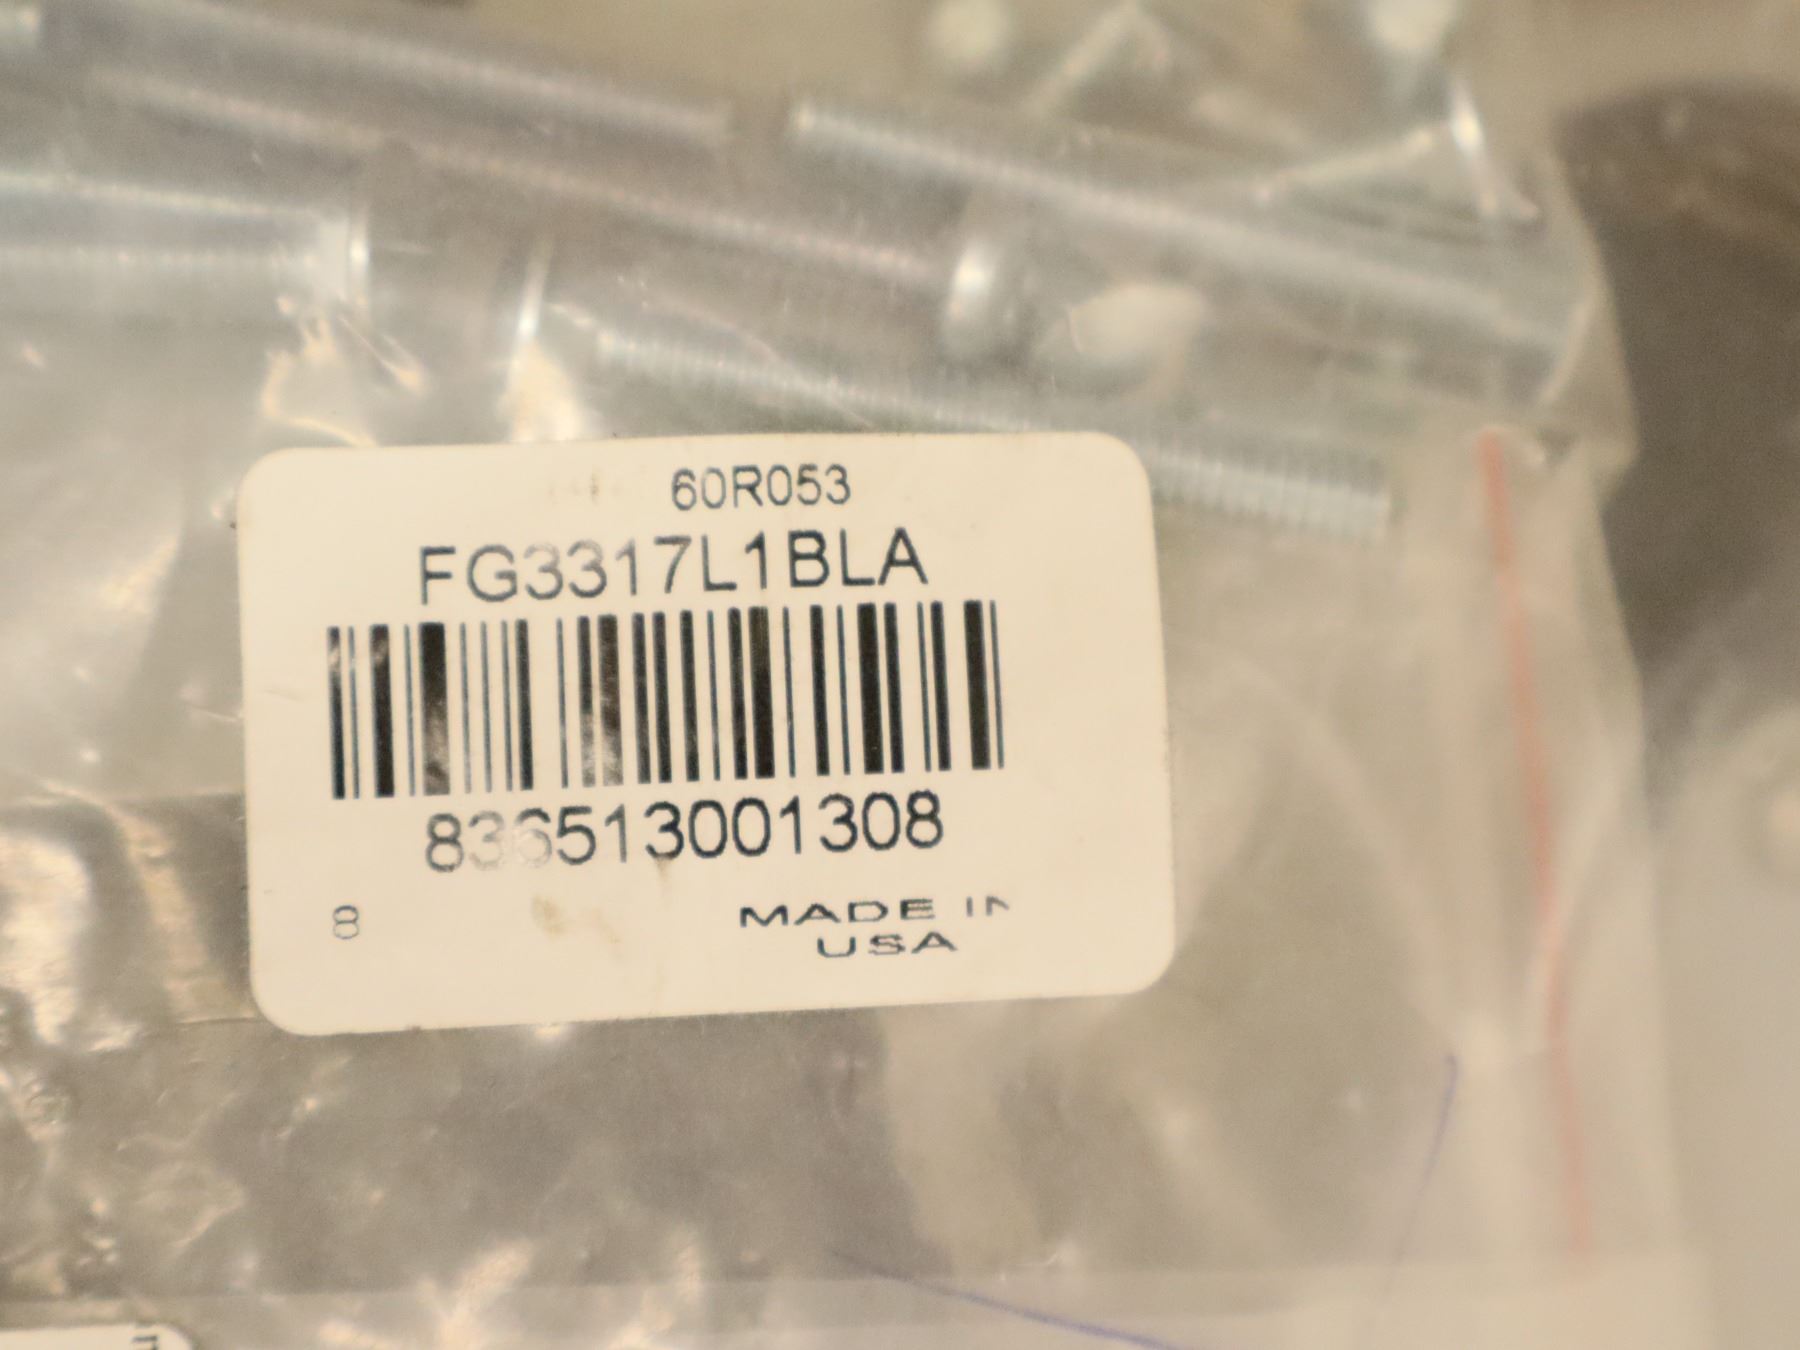 60R053
FG3317L1BLA
836513001308
8
MADE IN
USA